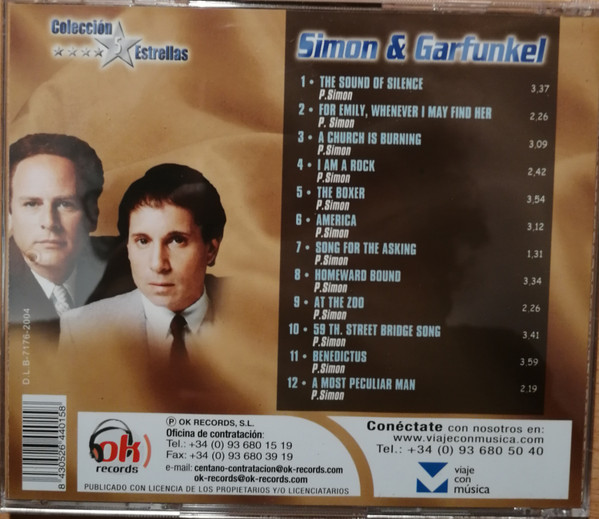 Colección
5
Estrellas
Simon & Garfunkel
1 • THE SOUND OF SILENCE 3,37
P.Simon
2 • FOR EMILY, WHENEVER I MAY FIND HER 2,26
P. Simon
3 • A CHURCH IS BURNING 3,09
P.Simon
4 • I AM A ROCK 2,42
P.Simon
5 • THE BOXER 3,54
P.Simon
6 • AMERICA 3,12
P.Simon
7 • SONG FOR THE ASKING 1,31
P.Simon
8 • HOMEWARD BOUND 3,34
P.Simon
9 • AT THE ZOO 2,26
P.Simon
10 • 59 TH. STREET BRIDGE SONG 3,41
P.Simon
11 • BENEDICTUS 3,59
P.Simon
12 • A MOST PECULIAR MAN 2,19
P.Simon
D.L. B-7176-2004
8 430526 440158
ok
records
℗ OK RECORDS, S.L.
Oficina de contratación:
Tel.: +34 (0) 93 680 15 19
Fax: +34 (0) 93 680 39 19
e-mail: centano-contratacion@ok-records.com
ok-records@ok-records.com
PUBLICADO CON LICENCIA DE LOS PROPIETARIOS Y/O LICENCIATARIOS
Conéctate con nosotros en:
www.viajeconmusica.com
Tel.: +34 (0) 93 680 50 40
viaje
con
música